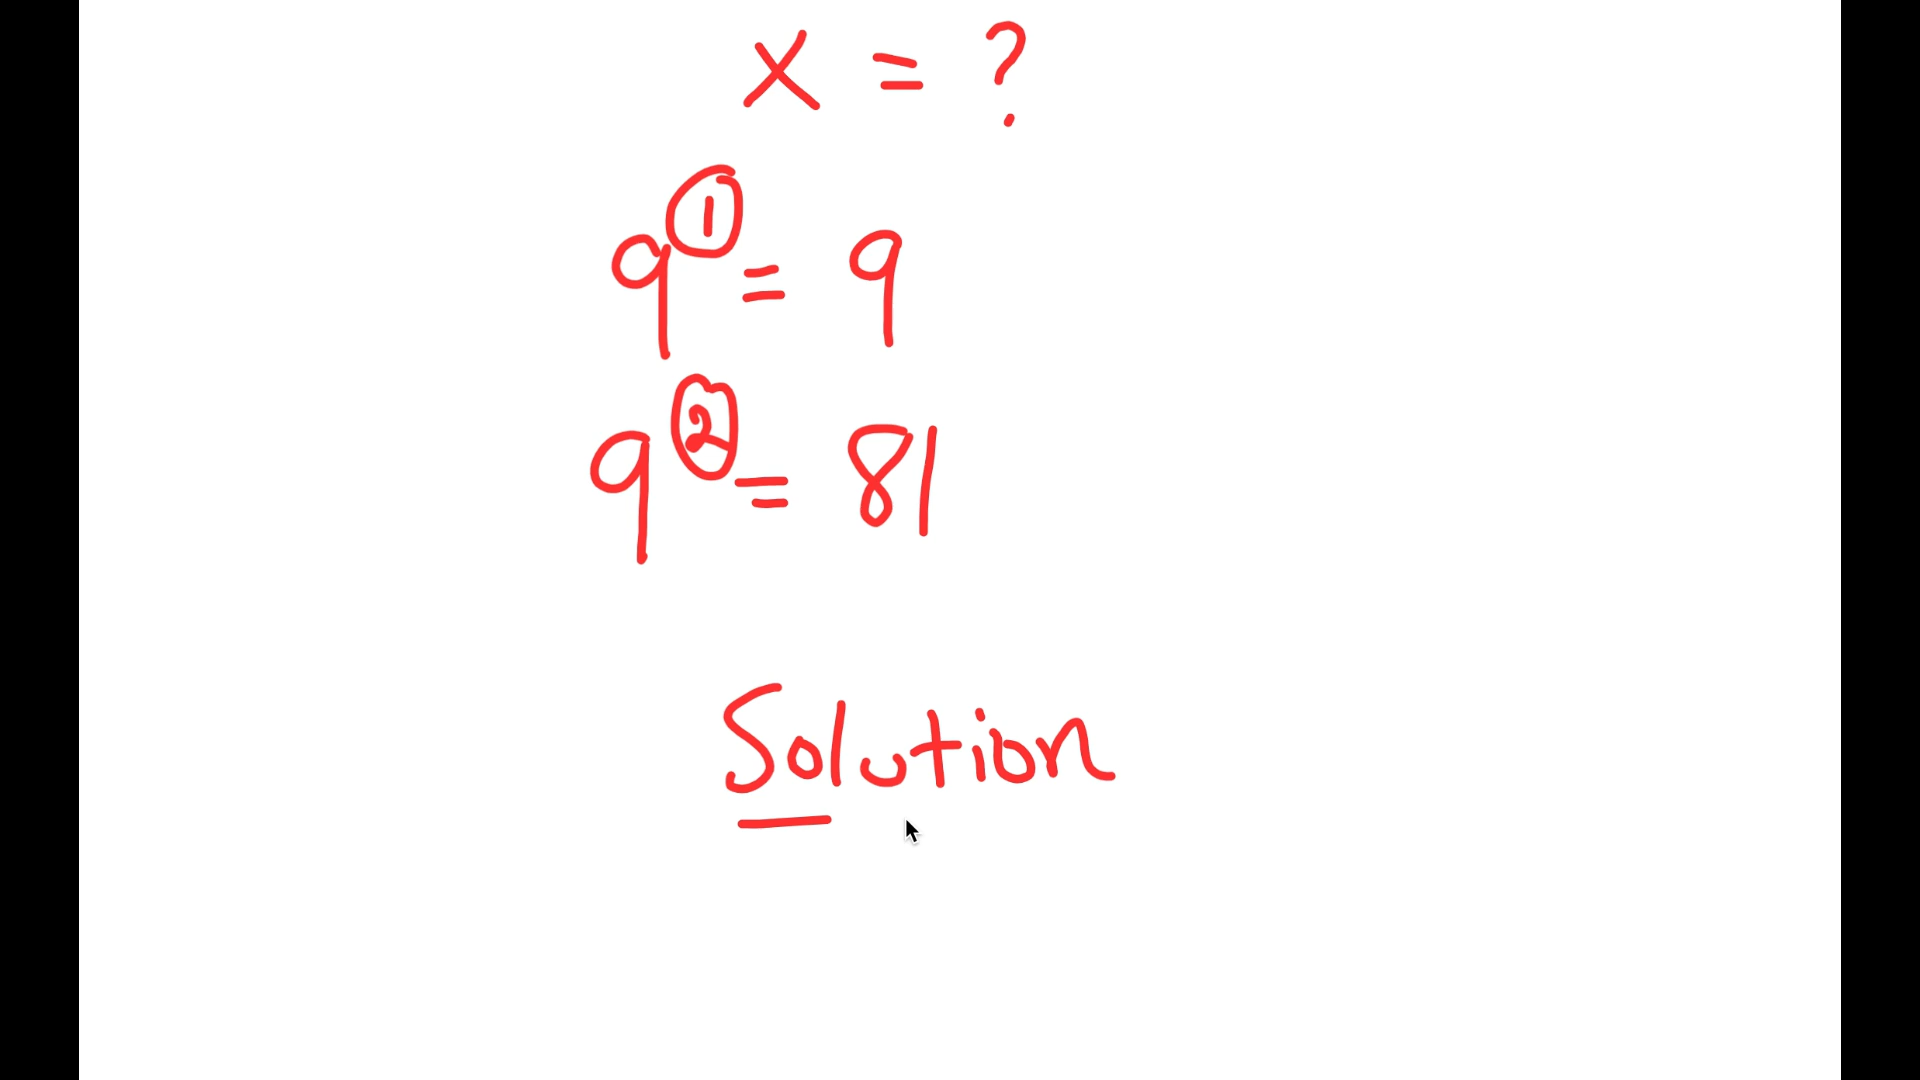 x = ?
9¹ = 9
9² = 81
Solution